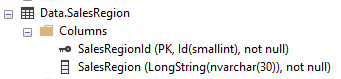 Data.SalesRegion
Columns
SalesRegionId (PK, Id(smallint), not null)
SalesRegion (LongString(nvarchar(30)), not null)